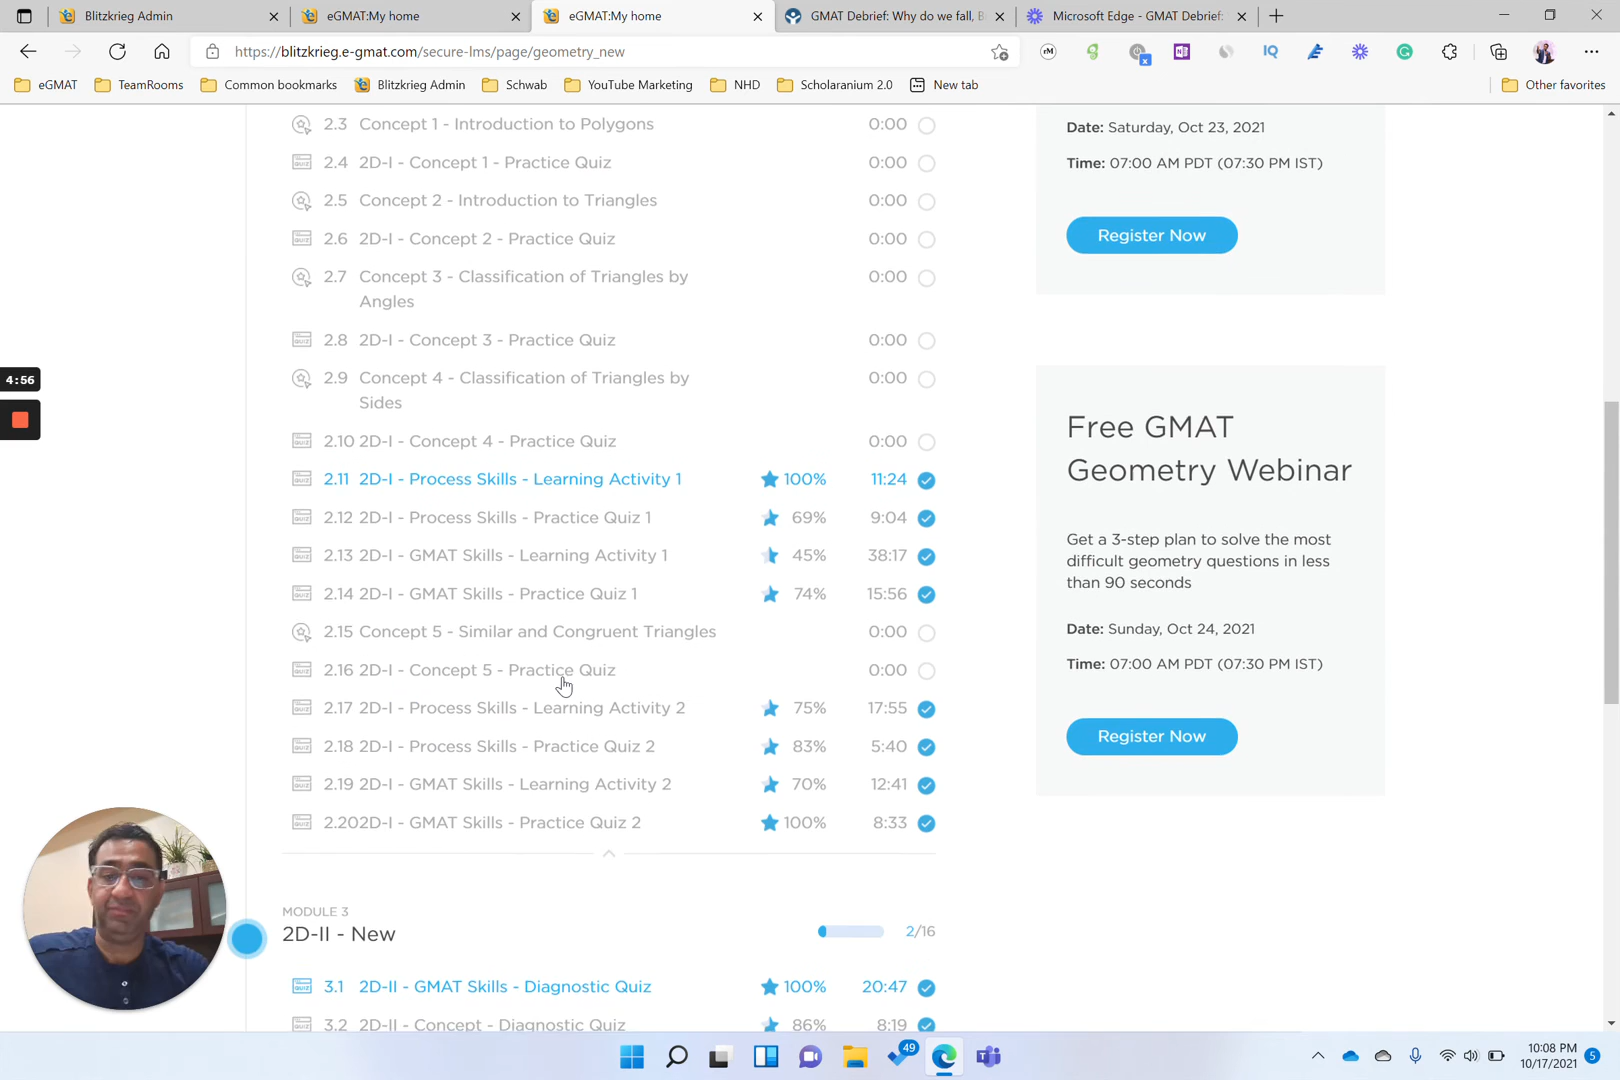 Blitzkrieg Admin
eGMAT:My home
eGMAT:My home
GMAT Debrief: Why do we fall, B
Microsoft Edge - GMAT Debrief:
https://blitzkrieg.e-gmat.com/secure-lms/page/geometry_new
eGMAT
TeamRooms
Common bookmarks
Blitzkrieg Admin
Schwab
YouTube Marketing
NHD
Scholaranium 2.0
New tab
Other favorites
2.3 Concept 1 - Introduction to Polygons 0:00
2.4 2D-I - Concept 1 - Practice Quiz 0:00
2.5 Concept 2 - Introduction to Triangles 0:00
2.6 2D-I - Concept 2 - Practice Quiz 0:00
2.7 Concept 3 - Classification of Triangles by 0:00
Angles
2.8 2D-I - Concept 3 - Practice Quiz 0:00
2.9 Concept 4 - Classification of Triangles by 0:00
Sides
2.10 2D-I - Concept 4 - Practice Quiz 0:00
2.11 2D-I - Process Skills - Learning Activity 1 100% 11:24
2.12 2D-I - Process Skills - Practice Quiz 1 69% 9:04
2.13 2D-I - GMAT Skills - Learning Activity 1 45% 38:17
2.14 2D-I - GMAT Skills - Practice Quiz 1 74% 15:56
2.15 Concept 5 - Similar and Congruent Triangles 0:00
2.16 2D-I - Concept 5 - Practice Quiz 0:00
2.17 2D-I - Process Skills - Learning Activity 2 75% 17:55
2.18 2D-I - Process Skills - Practice Quiz 2 83% 5:40
2.19 2D-I - GMAT Skills - Learning Activity 2 70% 12:41
2.202D-I - GMAT Skills - Practice Quiz 2 100% 8:33
MODULE 3
2D-II - New 2/16
3.1 2D-II - GMAT Skills - Diagnostic Quiz 100% 20:47
3.2 2D-II - Concept - Diagnostic Quiz 86% 8:19
Date: Saturday, Oct 23, 2021
Time: 07:00 AM PDT (07:30 PM IST)
Register Now
Free GMAT
Geometry Webinar
Get a 3-step plan to solve the most
difficult geometry questions in less
than 90 seconds
Date: Sunday, Oct 24, 2021
Time: 07:00 AM PDT (07:30 PM IST)
Register Now
4:56
49
10:08 PM
10/17/2021
5